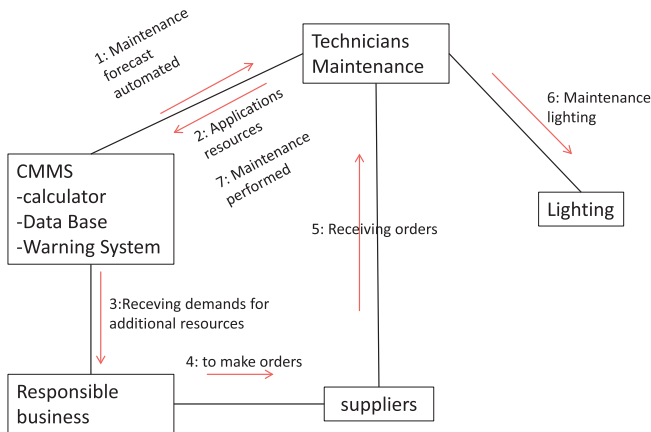 1: Maintenance
forecast
automated
Technicians
Maintenance
2: Applications
resources
7: Maintenance
performed
6: Maintenance
lighting
CMMS
-calculator
-Data Base
-Warning System
Lighting
5: Receiving orders
3:Receving demands for
additional resources
4: to make orders
Responsible
business
suppliers